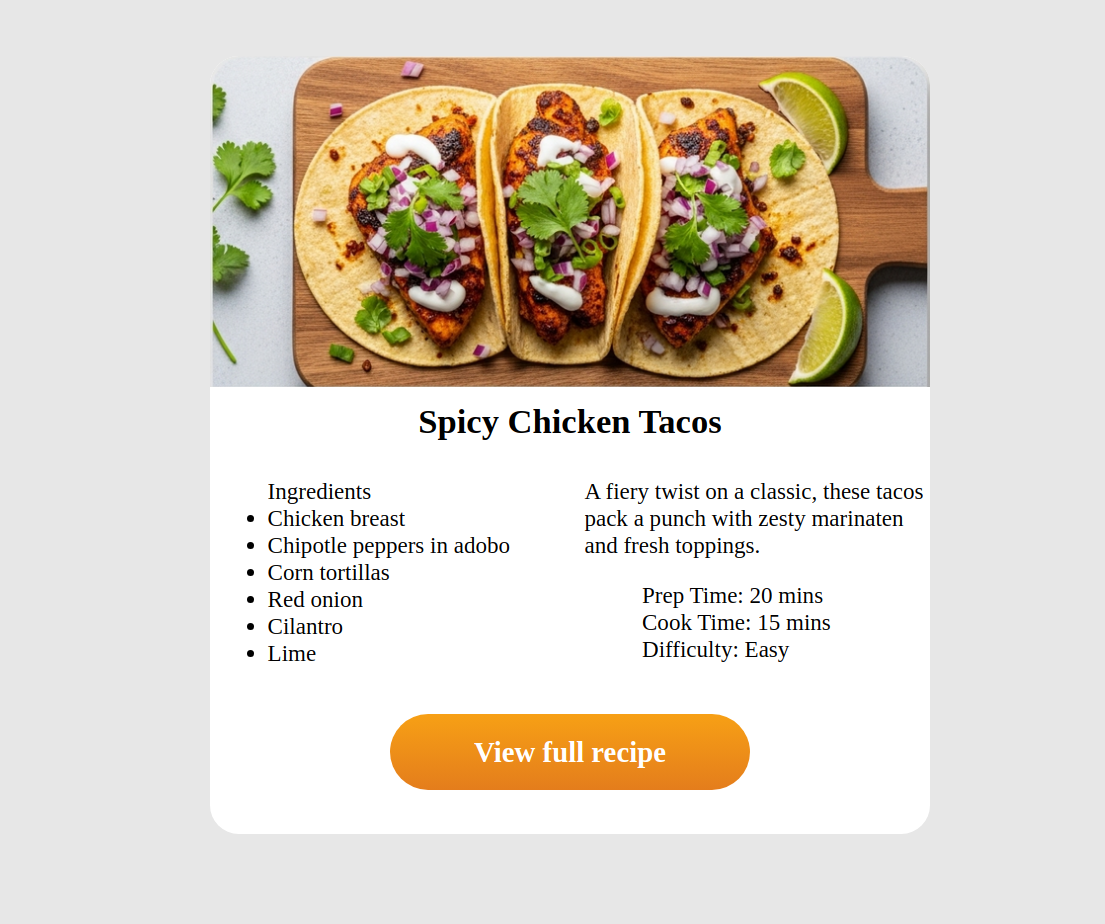 Spicy Chicken Tacos
Ingredients
Chicken breast
Chipotle peppers in adobo
Corn tortillas
Red onion
Cilantro
Lime
A fiery twist on a classic, these tacos
pack a punch with zesty marinaten
and fresh toppings.
Prep Time: 20 mins
Cook Time: 15 mins
Difficulty: Easy
View full recipe